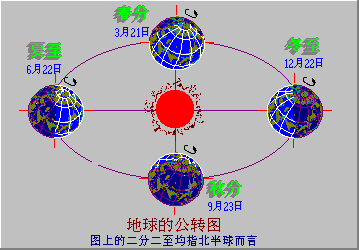 春分
3月21日
夏至
6月22日
冬至
12月22日
秋分
9月23日
地球的公转图
图上的二分二至均指北半球而言